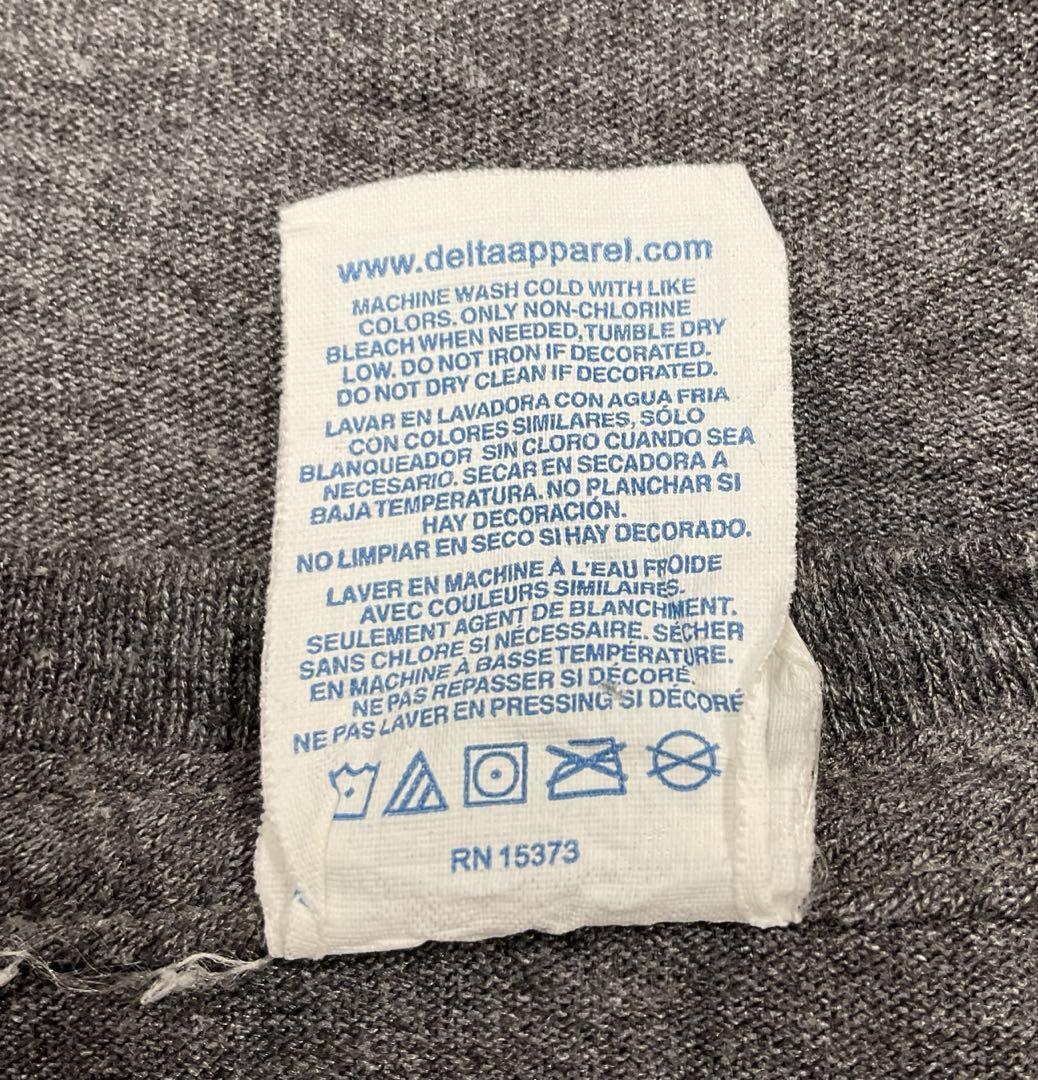 www.deltaapparel.com
MACHINE WASH COLD WITH LIKE
COLORS. ONLY NON-CHLORINE
BLEACH WHEN NEEDED, TUMBLE DRY
LOW. DO NOT IRON IF DECORATED.
DO NOT DRY CLEAN IF DECORATED.
LAVAR EN LAVADORA CON AGUA FRIA
CON COLORES SIMILARES, SÓLO
BLANQUEADOR SIN CLORO CUANDO SEA
NECESARIO. SECAR EN SECADORA A
BAJA TEMPERATURA. NO PLANCHAR SI
HAY DECORACIÓN.
NO LIMPIAR EN SECO SI HAY DECORADO.
LAVER EN MACHINE À L'EAU FROIDE
AVEC COULEURS SIMILAIRES.
SEULEMENT AGENT DE BLANCHIMENT.
SANS CHLORE SI NÉCESSAIRE. SÉCHER
EN MACHINE À BASSE TEMPÉRATURE.
NE PAS REPASSER SI DÉCORÉ.
NE PAS LAVER EN PRESSING SI DÉCORÉ
RN 15373